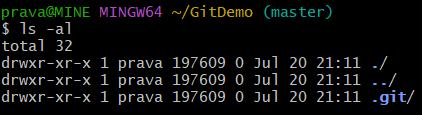 prava@MINE MINGW64 ~/GitDemo (master)
$ ls -al
total 32
drwxr-xr-x 1 prava 197609 0 Jul 20 21:11 ./
drwxr-xr-x 1 prava 197609 0 Jul 20 21:11 ../
drwxr-xr-x 1 prava 197609 0 Jul 20 21:11 .git/